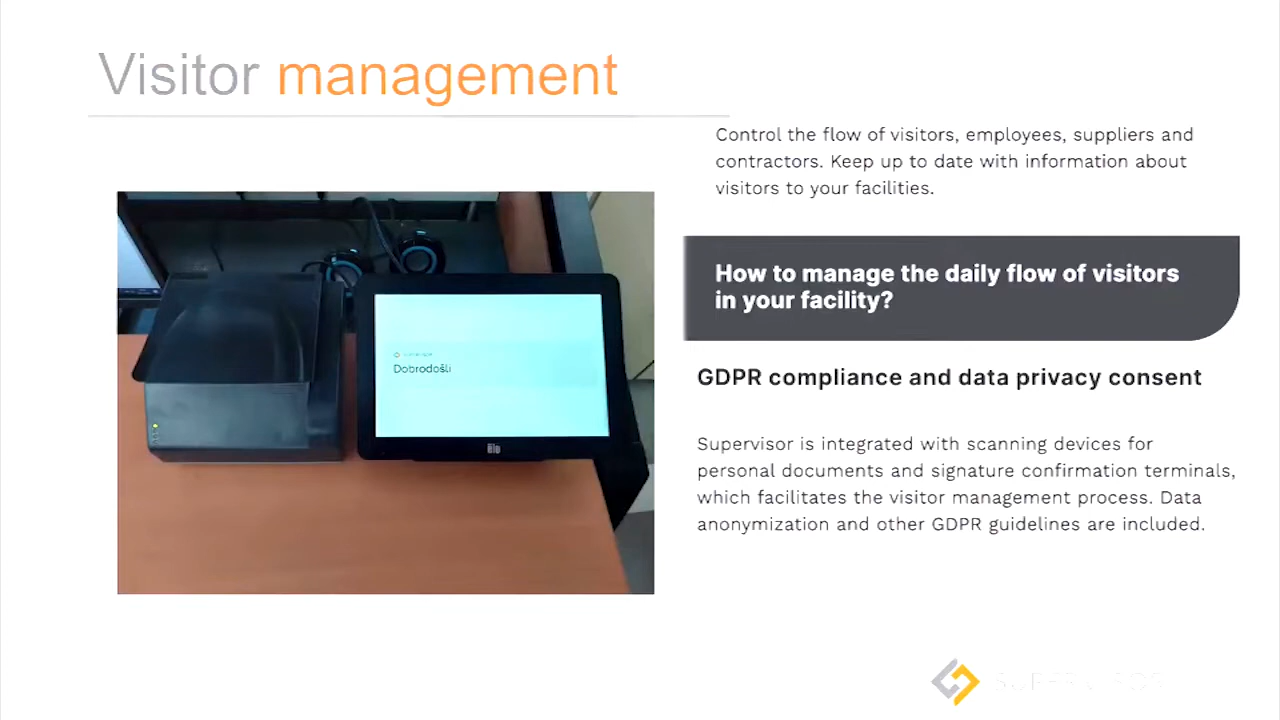 Visitor management
Control the flow of visitors, employees, suppliers and
contractors. Keep up to date with information about
visitors to your facilities.
How to manage the daily flow of visitors
in your facility?
GDPR compliance and data privacy consent
Supervisor is integrated with scanning devices for
personal documents and signature confirmation terminals,
which facilitates the visitor management process. Data
anonymization and other GDPR guidelines are included.
Dobrodošli
elo
SUPERVISOR